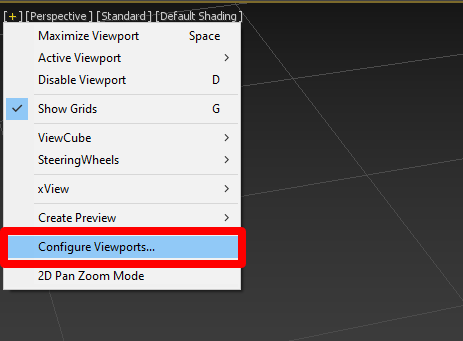 [+] [Perspective] [Standard] [Default Shading]
Maximize Viewport Space
Active Viewport >
Disable Viewport D
Show Grids G
ViewCube >
SteeringWheels >
xView >
Create Preview >
Configure Viewports...
2D Pan Zoom Mode